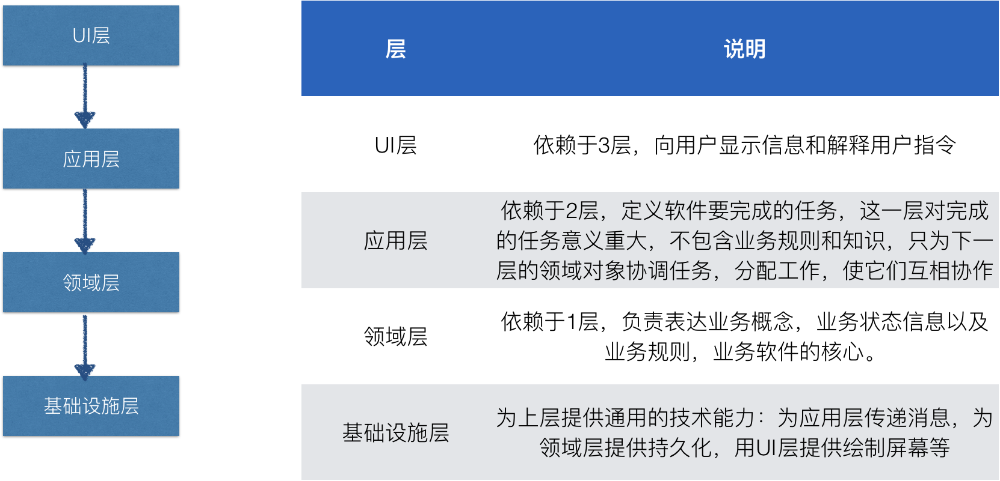 UI层
应用层
领域层
基础设施层
层
说明
UI层
依赖于3层，向用户显示信息和解释用户指令
应用层
依赖于2层，定义软件要完成的任务，这一层对完成
的任务意义重大，不包含业务规则和知识，只为下一
层的领域对象协调任务，分配工作，使它们互相协作
领域层
依赖于1层，负责表达业务概念，业务状态信息以及
业务规则，业务软件的核心。
基础设施层
为上层提供通用的技术能力：为应用层传递消息，为
领域层提供持久化，用UI层提供绘制屏幕等